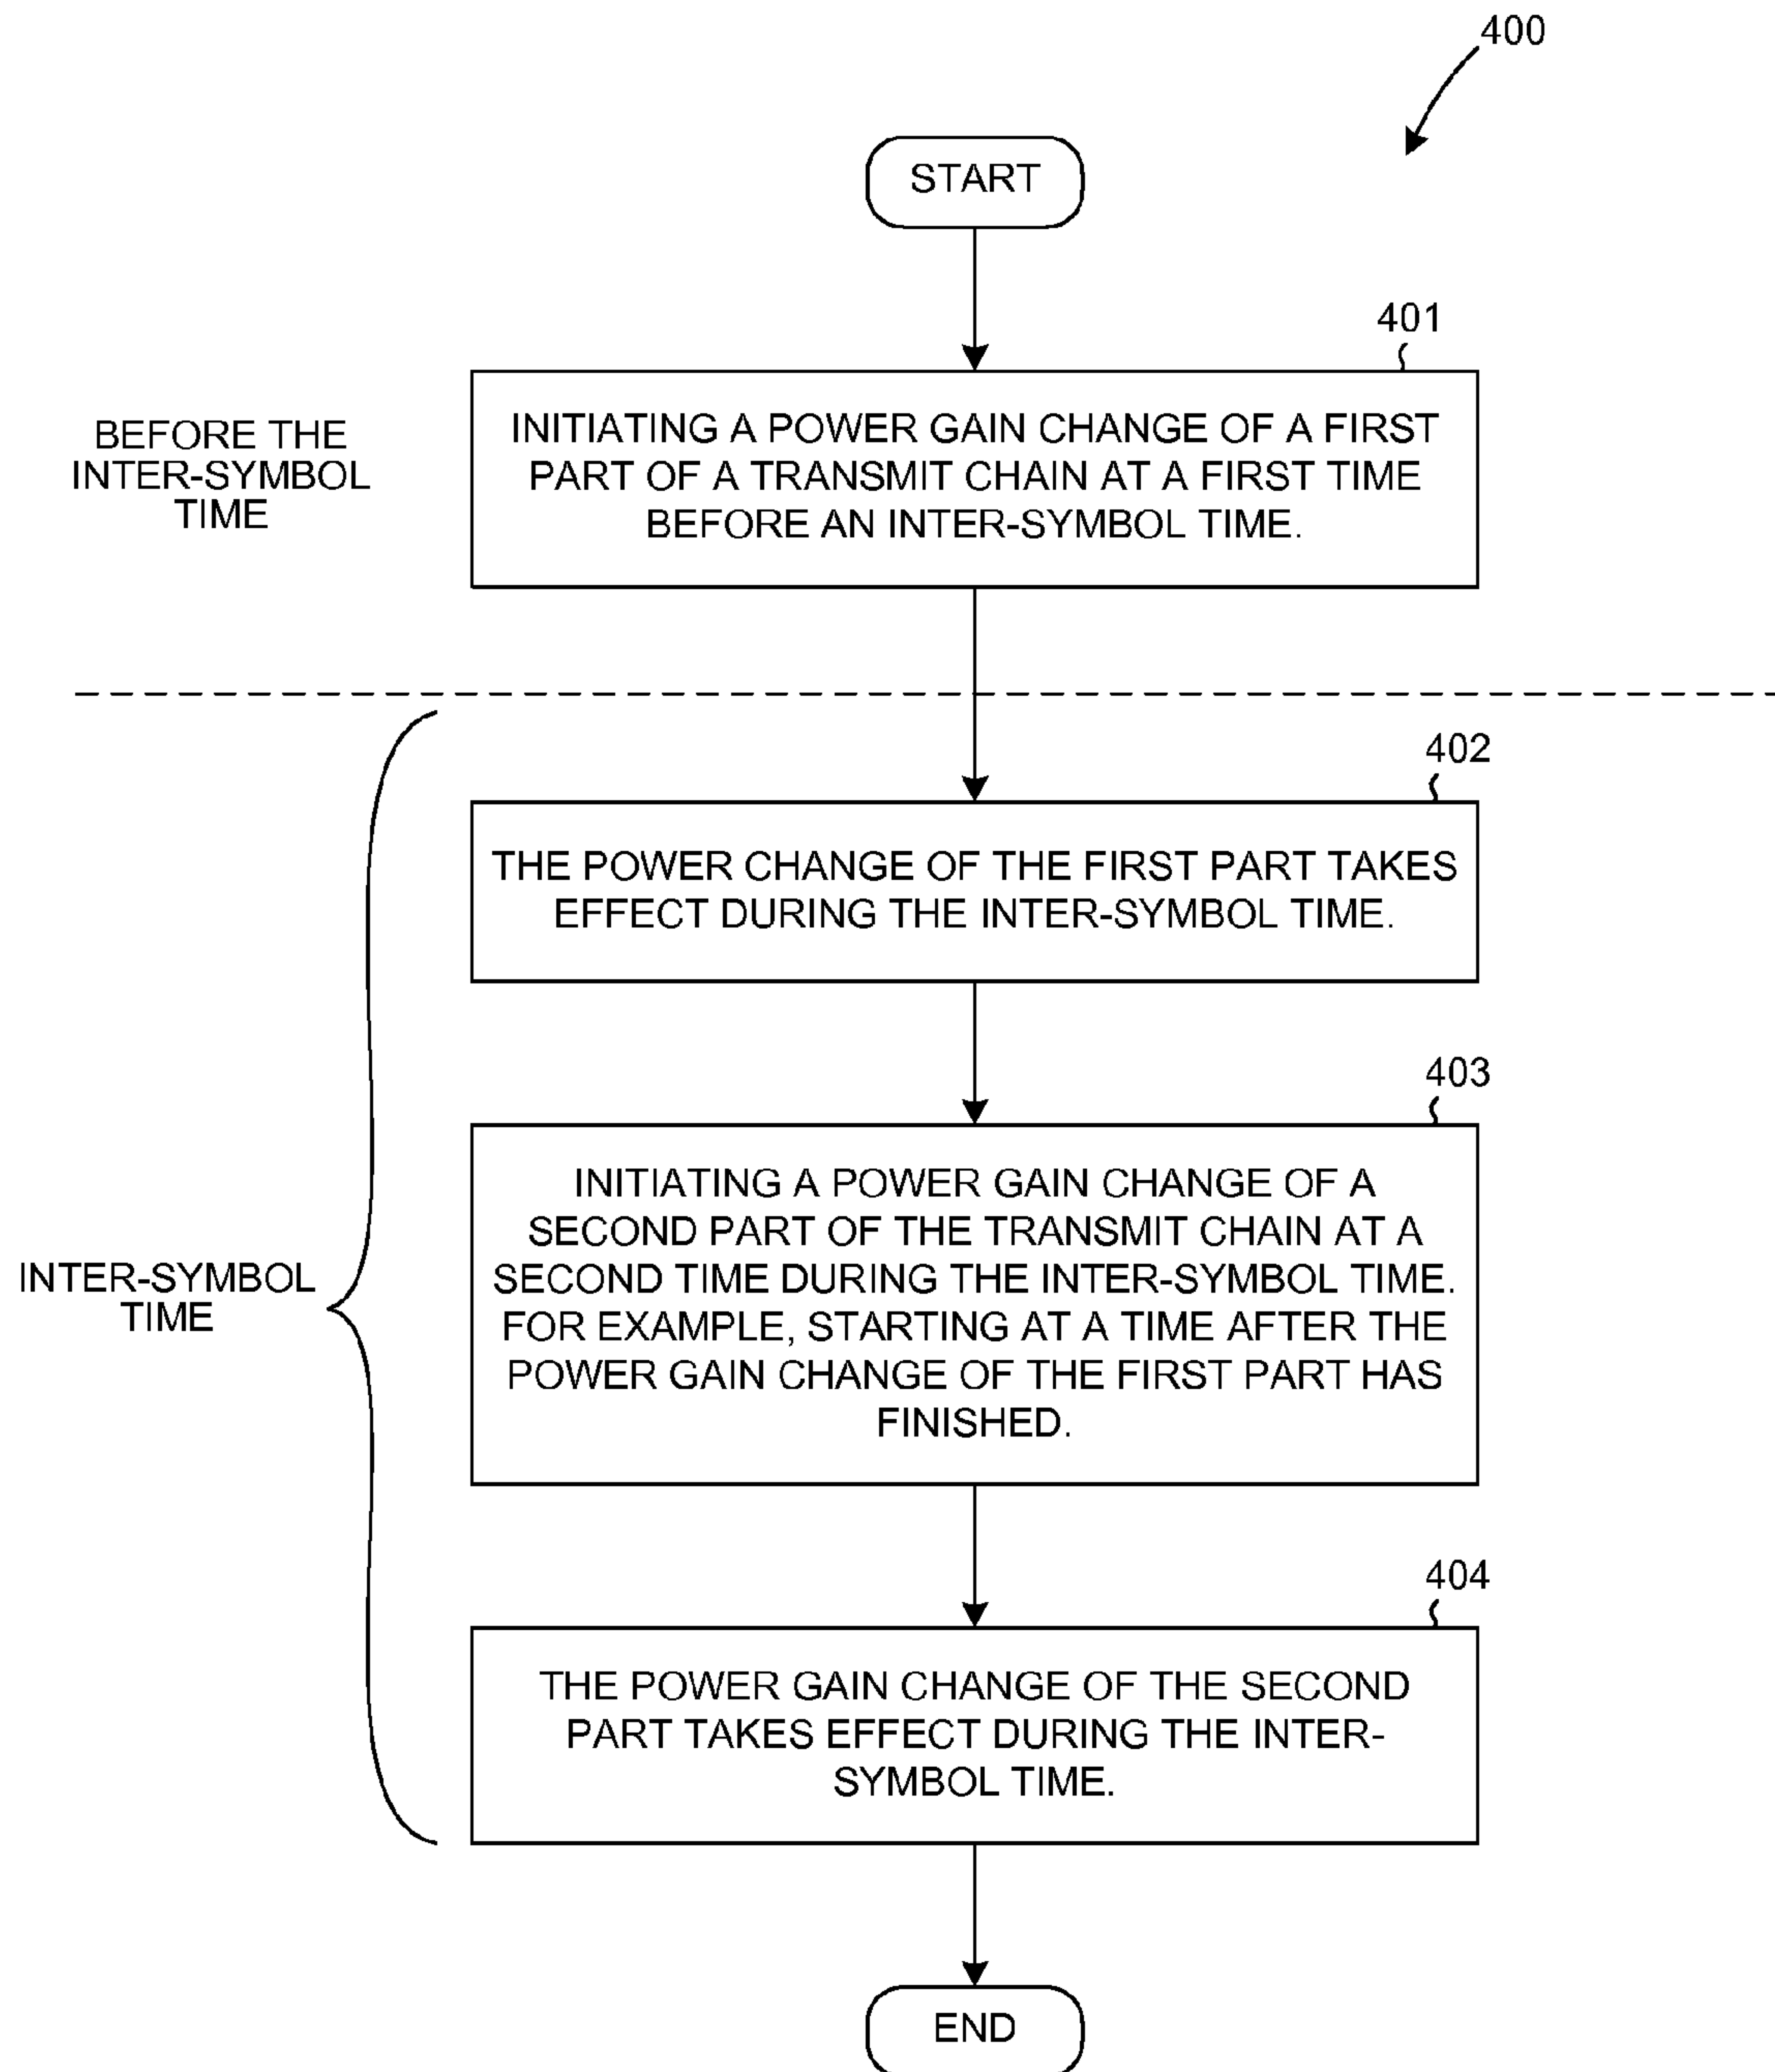 400
START
401
BEFORE THE
INTER-SYMBOL
TIME
INITIATING A POWER GAIN CHANGE OF A FIRST
PART OF A TRANSMIT CHAIN AT A FIRST TIME
BEFORE AN INTER-SYMBOL TIME.
402
THE POWER CHANGE OF THE FIRST PART TAKES
EFFECT DURING THE INTER-SYMBOL TIME.
403
INTER-SYMBOL
TIME
INITIATING A POWER GAIN CHANGE OF A
SECOND PART OF THE TRANSMIT CHAIN AT A
SECOND TIME DURING THE INTER-SYMBOL TIME.
FOR EXAMPLE, STARTING AT A TIME AFTER THE
POWER GAIN CHANGE OF THE FIRST PART HAS
FINISHED.
404
THE POWER GAIN CHANGE OF THE SECOND
PART TAKES EFFECT DURING THE INTER-
SYMBOL TIME.
END